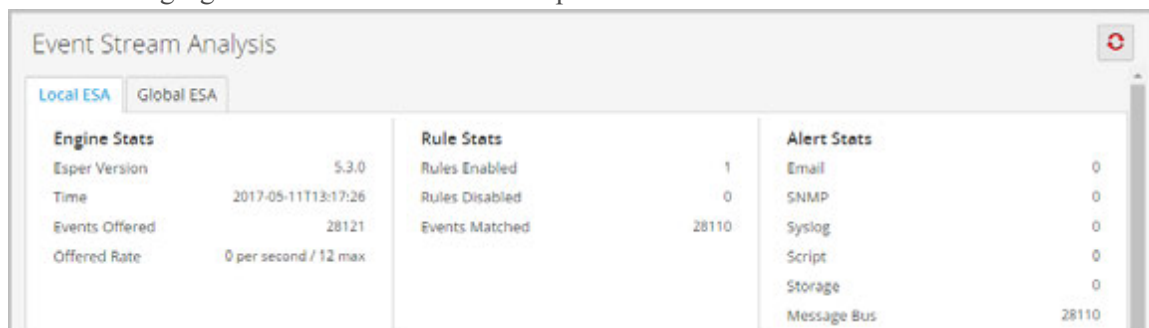 Event Stream Analysis
Local ESA Global ESA
Engine Stats
Esper Version 5.3.0
Time 2017-05-11T13:17:26
Events Offered 28121
Offered Rate 0 per second / 12 max
Rule Stats
Rules Enabled 1
Rules Disabled 0
Events Matched 28110
Alert Stats
Email 0
SNMP 0
Syslog 0
Script 0
Storage 0
Message Bus 28110